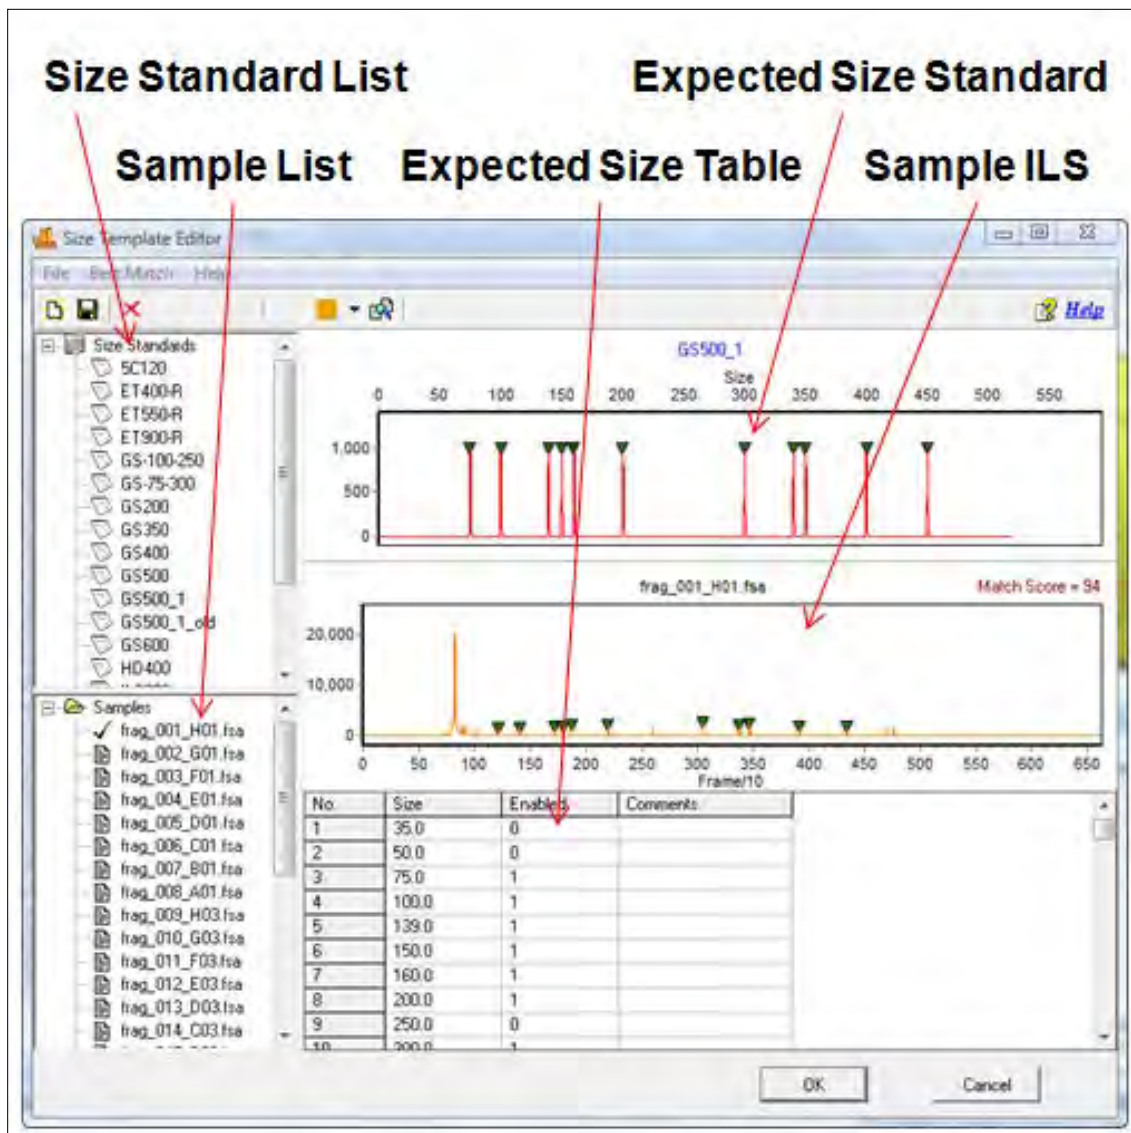 Size Standard List
Expected Size Standard
Sample List
Expected Size Table
Sample ILS
Size Template Editor
File Best Match Help
Help
Size Standards
SC120
ET400-R
ET550-R
ET900-R
GS-100-250
GS-75-300
GS200
GS350
GS400
GS500
GS500_1
GS500_1_old
GS600
HD400
Samples
frag_001_H01.fsa
frag_002_G01.fsa
frag_003_F01.fsa
frag_004_E01.fsa
frag_005_D01.fsa
frag_006_C01.fsa
frag_007_B01.fsa
frag_008_A01.fsa
frag_009_H03.fsa
frag_010_G03.fsa
frag_011_F03.fsa
frag_012_E03.fsa
frag_013_D03.fsa
frag_014_C03.fsa
GS500_1
Size
0 50 100 150 200 250 300 350 400 450 500 550
1,000
500
0
frag_001_H01.fsa Match Score = 94
20,000
10,000
0
0 50 100 150 200 250 300 350 400 450 500 550 600 650
Frame/10
No. Size Enabled Comments
1 35.0 0
2 50.0 0
3 75.0 1
4 100.0 1
5 139.0 1
6 150.0 1
7 160.0 1
8 200.0 1
9 250.0 0
10 300.0 1
OK Cancel